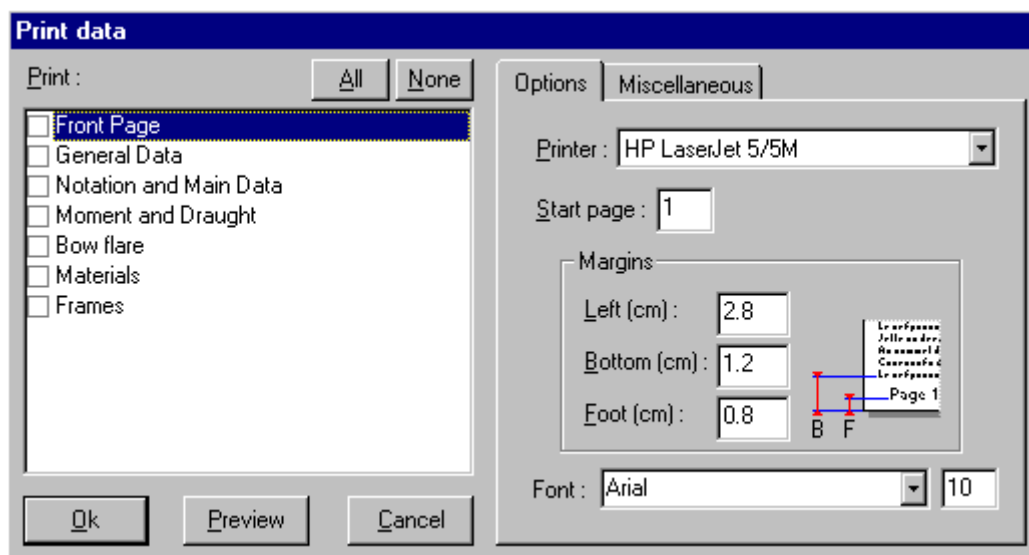 Print data
Print :
All
None
Front Page
General Data
Notation and Main Data
Moment and Draught
Bow flare
Materials
Frames
Ok
Preview
Cancel
Options
Miscellaneous
Printer : HP LaserJet 5/5M
Start page : 1
Margins
Left (cm) : 2.8
Bottom (cm) : 1.2
Foot (cm) : 0.8
Page 1
B F
Font : Arial 10